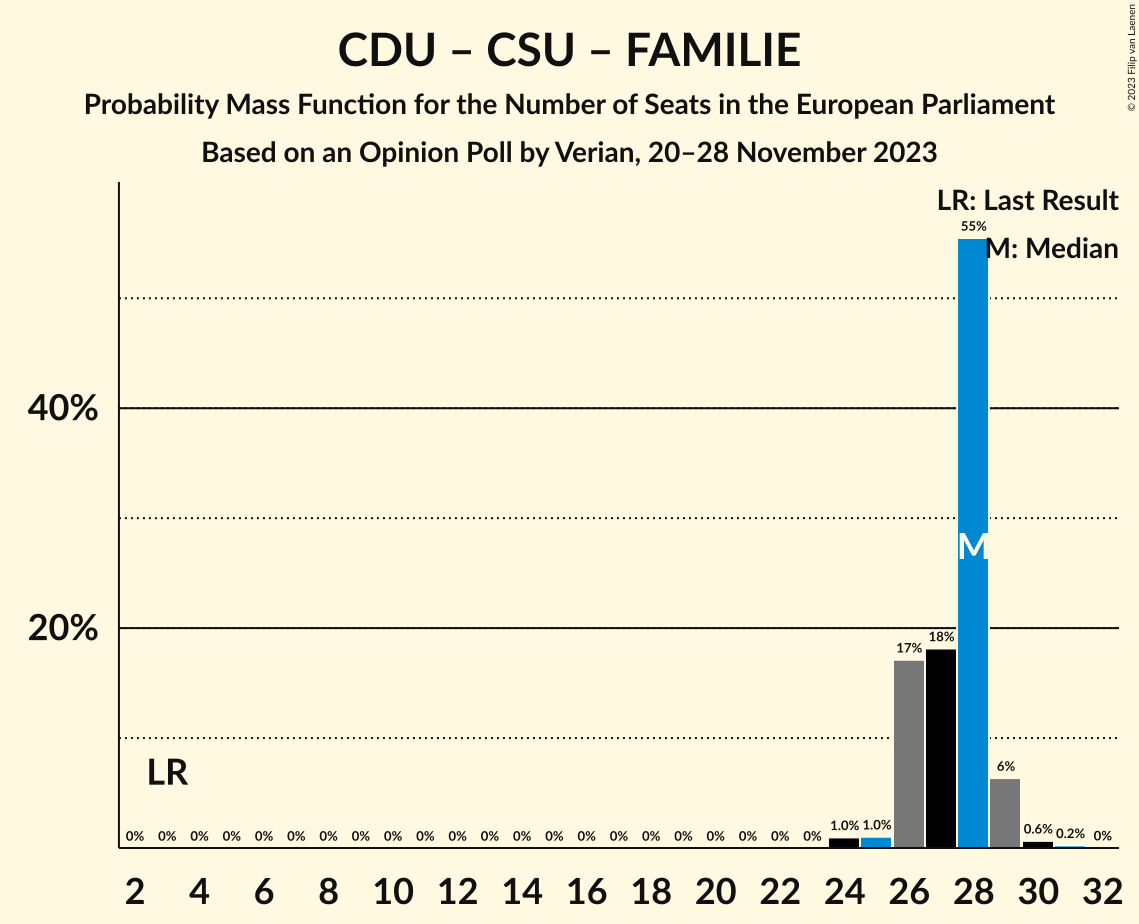 CDU – CSU – FAMILIE
Probability Mass Function for the Number of Seats in the European Parliament
Based on an Opinion Poll by Verian, 20–28 November 2023
© 2023 Filip van Laenen
LR: Last Result
M: Median
55%
40%
M
20%
17% 18%
LR
6%
0% 0% 0% 0% 0% 0% 0% 0% 0% 0% 0% 0% 0% 0% 0% 0% 0% 0% 0% 0% 0% 0% 1.0% 1.0% 0.6% 0.2% 0%
2 4 6 8 10 12 14 16 18 20 22 24 26 28 30 32